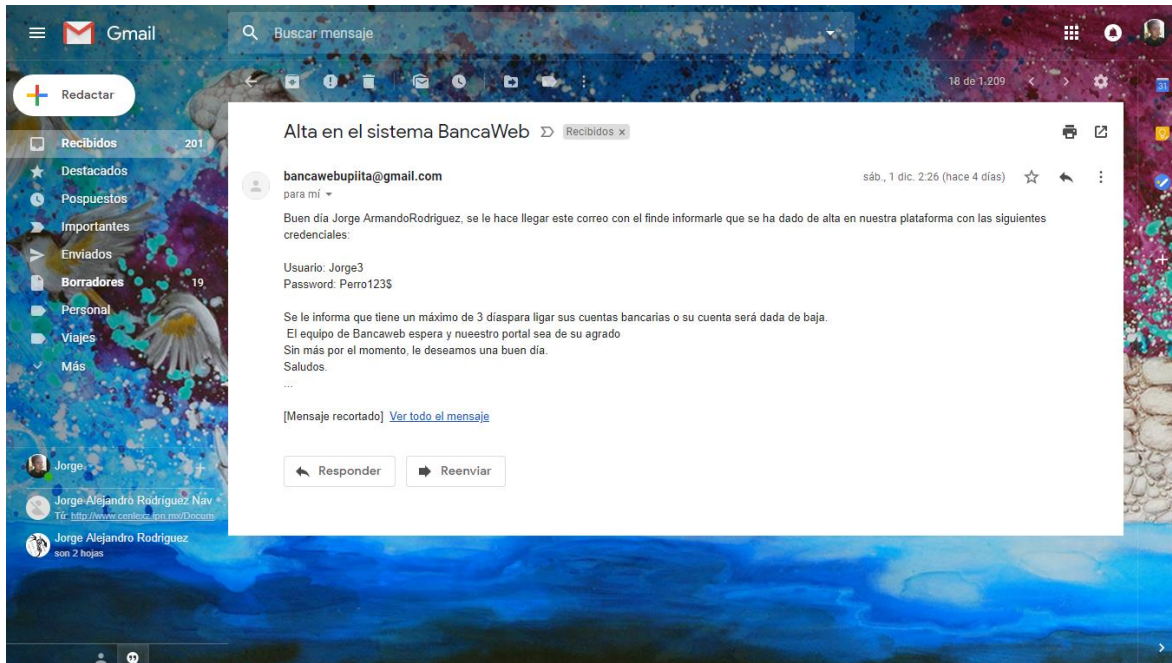 Gmail
Buscar mensaje
Redactar
18 de 1.209
31
Recibidos 201
Destacados
Pospuestos
Importantes
Enviados
Borradores 19
Personal
Viajes
Más
Alta en el sistema BancaWeb Recibidos x
bancawebupiita@gmail.com sáb., 1 dic. 2:26 (hace 4 días)
para mí
Buen día Jorge ArmandoRodriguez, se le hace llegar este correo con el finde informarle que se ha dado de alta en nuestra plataforma con las siguientes
credenciales:
Usuario: Jorge3
Password: Perro123$
Se le informa que tiene un máximo de 3 díaspara ligar sus cuentas bancarias o su cuenta será dada de baja.
El equipo de Bancaweb espera y nueestro portal sea de su agrado
Sin más por el momento, le deseamos una buen día.
Saludos.
...
[Mensaje recortado] Ver todo el mensaje
Responder Reenviar
Jorge
Jorge Alejandro Rodríguez Nav
Tú: http://www.cenlexz.ipn.mx/Docum
Jorge Alejandro Rodriguez
son 2 hojas